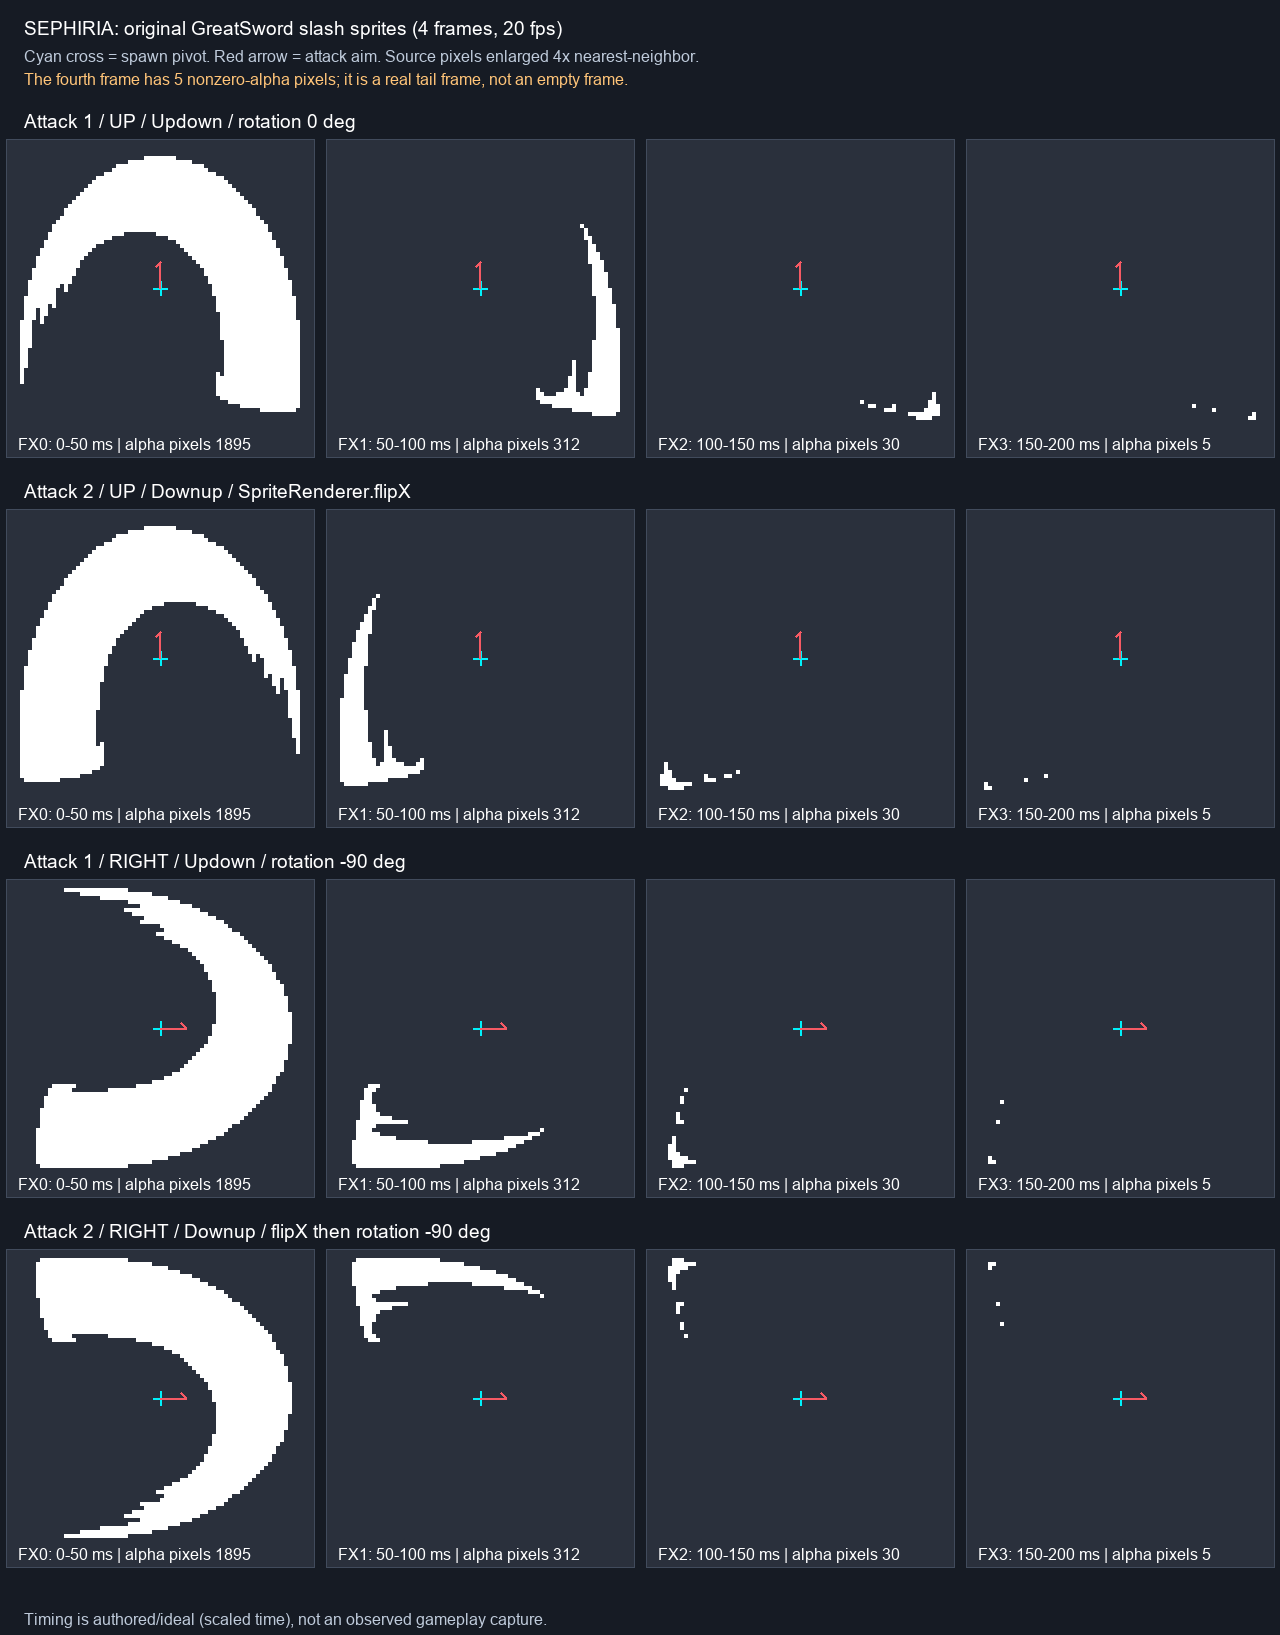 SEPHIRIA: original GreatSword slash sprites (4 frames, 20 fps)
Cyan cross = spawn pivot. Red arrow = attack aim. Source pixels enlarged 4x nearest-neighbor.
The fourth frame has 5 nonzero-alpha pixels; it is a real tail frame, not an empty frame.
Attack 1 / UP / Updown / rotation 0 deg
FX0: 0-50 ms | alpha pixels 1895
FX1: 50-100 ms | alpha pixels 312
FX2: 100-150 ms | alpha pixels 30
FX3: 150-200 ms | alpha pixels 5
Attack 2 / UP / Downup / SpriteRenderer.flipX
FX0: 0-50 ms | alpha pixels 1895
FX1: 50-100 ms | alpha pixels 312
FX2: 100-150 ms | alpha pixels 30
FX3: 150-200 ms | alpha pixels 5
Attack 1 / RIGHT / Updown / rotation -90 deg
FX0: 0-50 ms | alpha pixels 1895
FX1: 50-100 ms | alpha pixels 312
FX2: 100-150 ms | alpha pixels 30
FX3: 150-200 ms | alpha pixels 5
Attack 2 / RIGHT / Downup / flipX then rotation -90 deg
FX0: 0-50 ms | alpha pixels 1895
FX1: 50-100 ms | alpha pixels 312
FX2: 100-150 ms | alpha pixels 30
FX3: 150-200 ms | alpha pixels 5
Timing is authored/ideal (scaled time), not an observed gameplay capture.